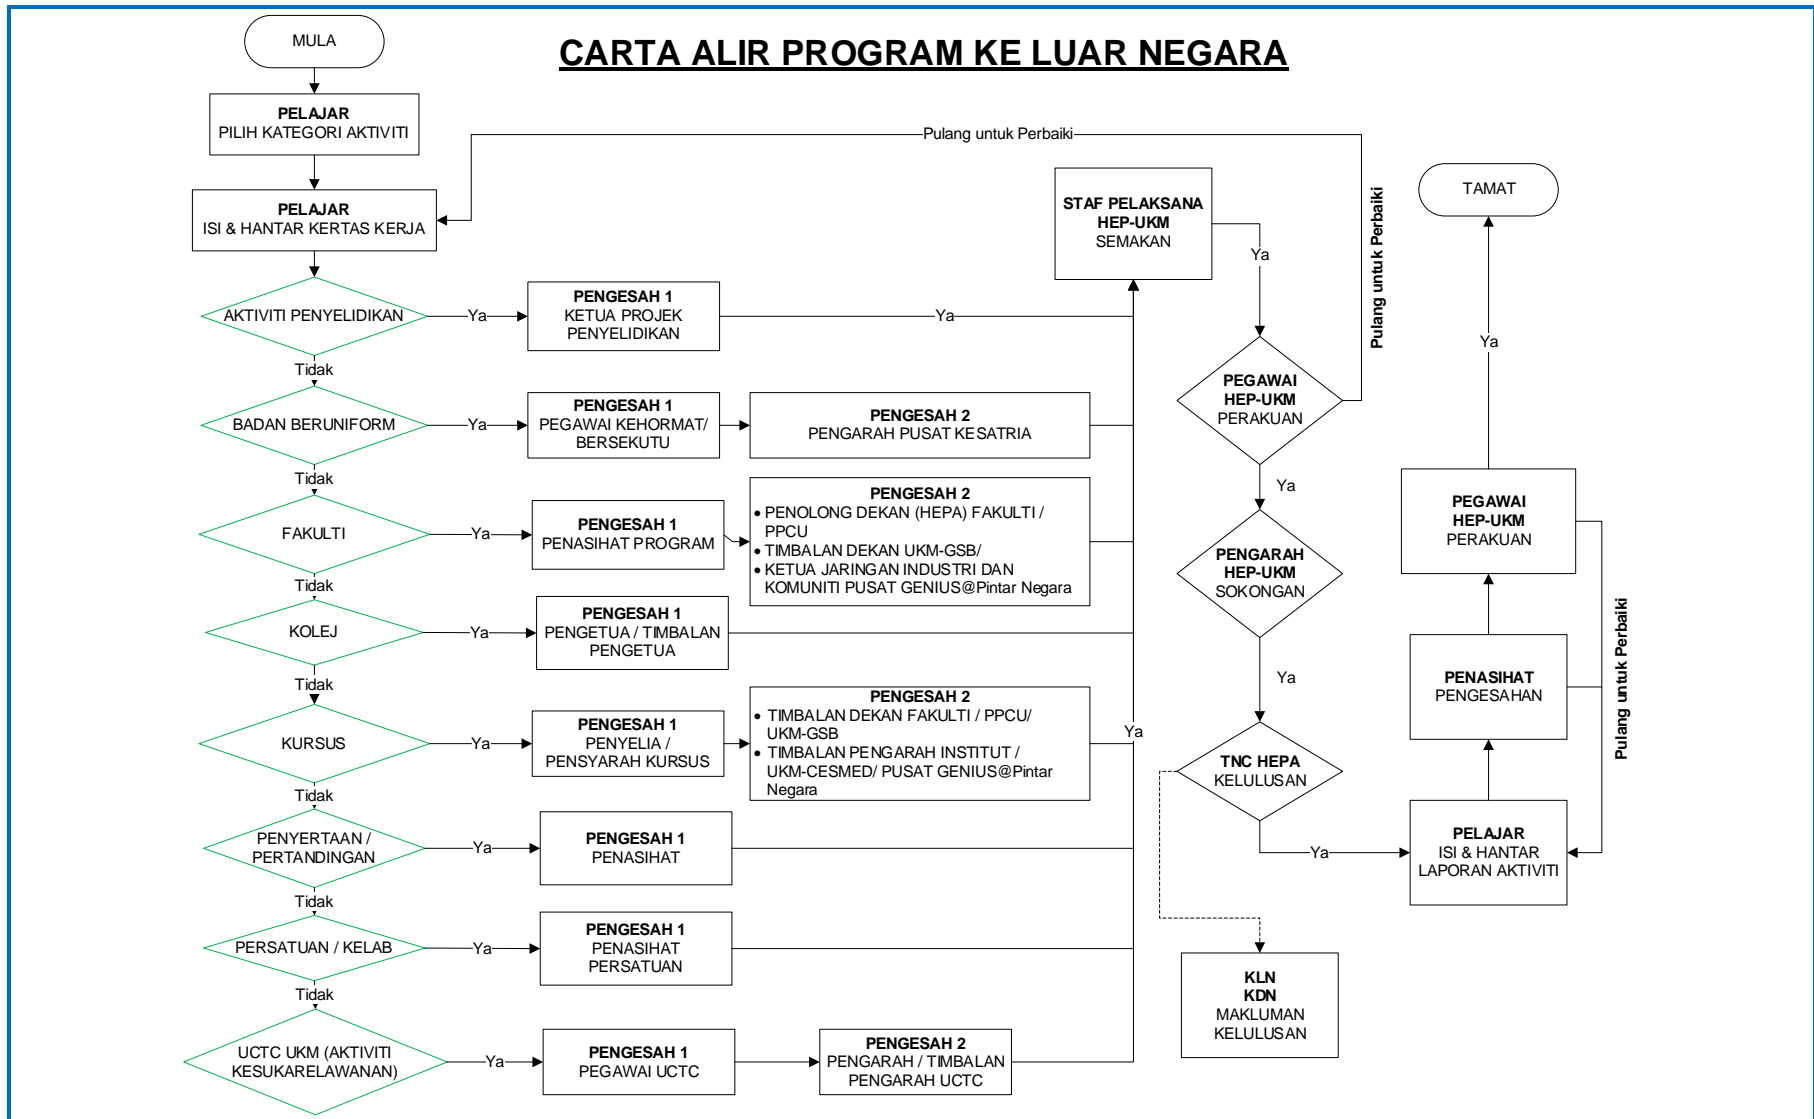 CARTA ALIR PROGRAM KE LUAR NEGARA
MULA
PELAJAR
PILIH KATEGORI AKTIVITI
PELAJAR
ISI & HANTAR KERTAS KERJA
Pulang untuk Perbaiki
AKTIVITI PENYELIDIKAN
Ya
PENGESAH 1
KETUA PROJEK
PENYELIDIKAN
Ya
Tidak
BADAN BERUNIFORM
Ya
PENGESAH 1
PEGAWAI KEHORMAT/
BERSEKUTU
PENGESAH 2
PENGARAH PUSAT KESATRIA
Tidak
FAKULTI
Ya
PENGESAH 1
PENASIHAT PROGRAM
PENGESAH 2
• PENOLONG DEKAN (HEPA) FAKULTI /
PPCU
• TIMBALAN DEKAN UKM-GSB/
• KETUA JARINGAN INDUSTRI DAN
KOMUNITI PUSAT GENIUS@Pintar Negara
Tidak
KOLEJ
Ya
PENGESAH 1
PENGETUA / TIMBALAN
PENGETUA
Tidak
KURSUS
Ya
PENGESAH 1
PENYELIA /
PENSYARAH KURSUS
PENGESAH 2
• TIMBALAN DEKAN FAKULTI / PPCU/
UKM-GSB
• TIMBALAN PENGARAH INSTITUT /
UKM-CESMED/ PUSAT GENIUS@Pintar
Negara
Ya
Tidak
PENYERTAAN /
PERTANDINGAN
Ya
PENGESAH 1
PENASIHAT
Tidak
PERSATUAN / KELAB
Ya
PENGESAH 1
PENASIHAT
PERSATUAN
Tidak
UCTC UKM (AKTIVITI
KESUKARELAWANAN)
Ya
PENGESAH 1
PEGAWAI UCTC
PENGESAH 2
PENGARAH / TIMBALAN
PENGARAH UCTC
STAF PELAKSANA
HEP-UKM
SEMAKAN
Ya
PEGAWAI
HEP-UKM
PERAKUAN
Pulang untuk Perbaiki
Ya
PENGARAH
HEP-UKM
SOKONGAN
Ya
TNC HEPA
KELULUSAN
Ya
KLN
KDN
MAKLUMAN
KELULUSAN
TAMAT
Ya
PEGAWAI
HEP-UKM
PERAKUAN
PENASIHAT
PENGESAHAN
Pulang untuk Perbaiki
PELAJAR
ISI & HANTAR
LAPORAN AKTIVITI